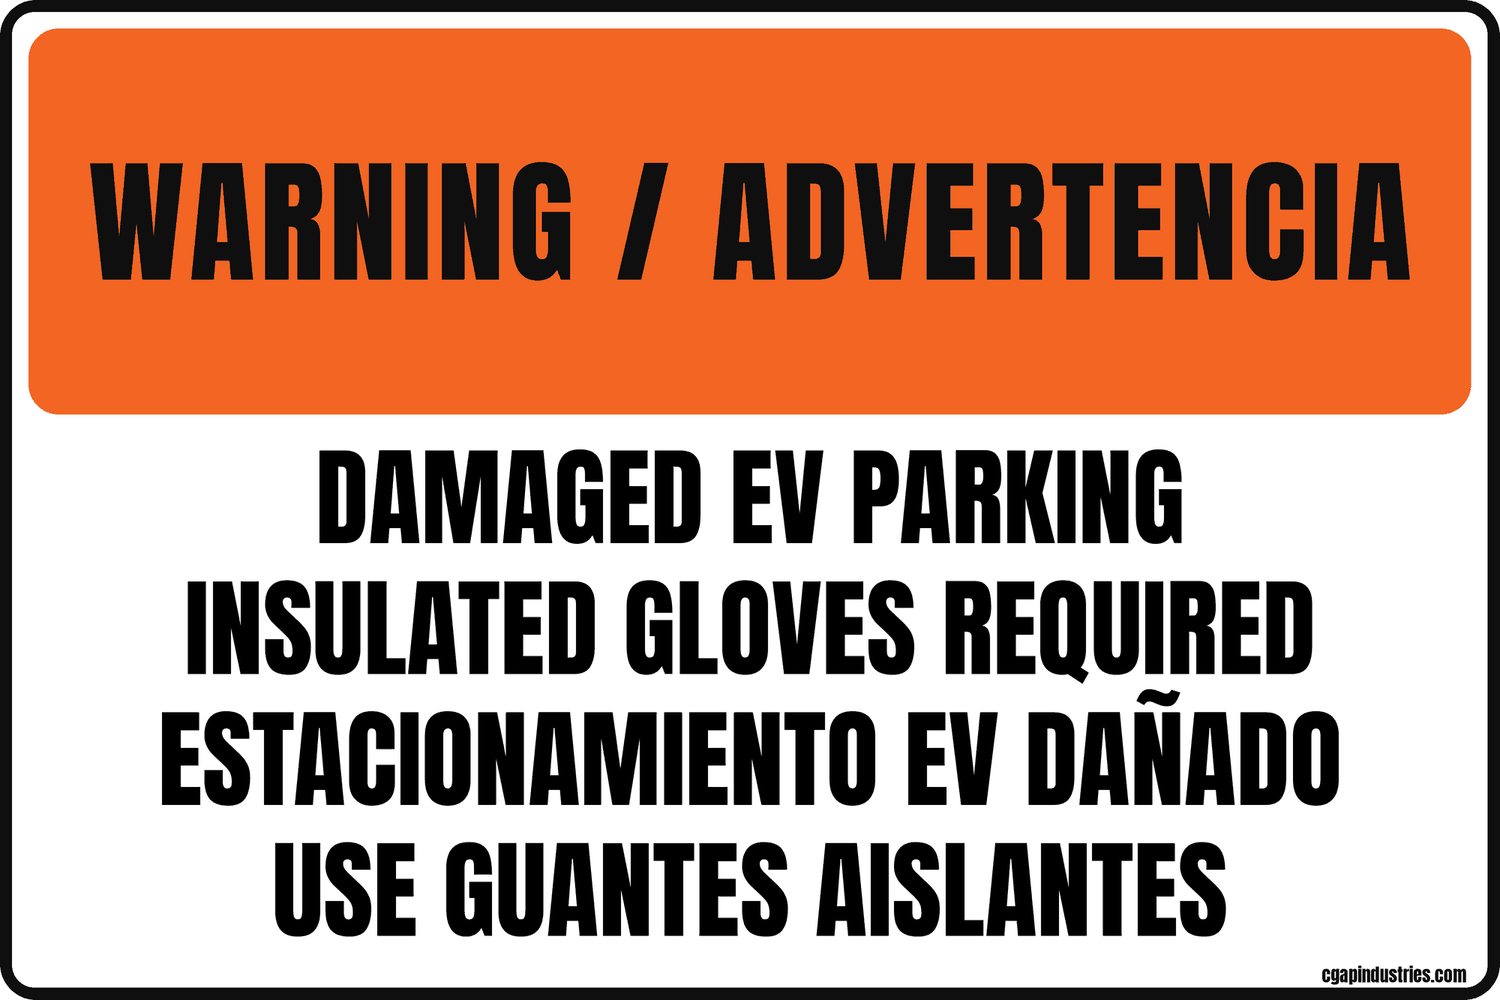 WARNING / ADVERTENCIA
DAMAGED EV PARKING
INSULATED GLOVES REQUIRED
ESTACIONAMIENTO EV DAÑADO
USE GUANTES AISLANTES
cgapindustries.com